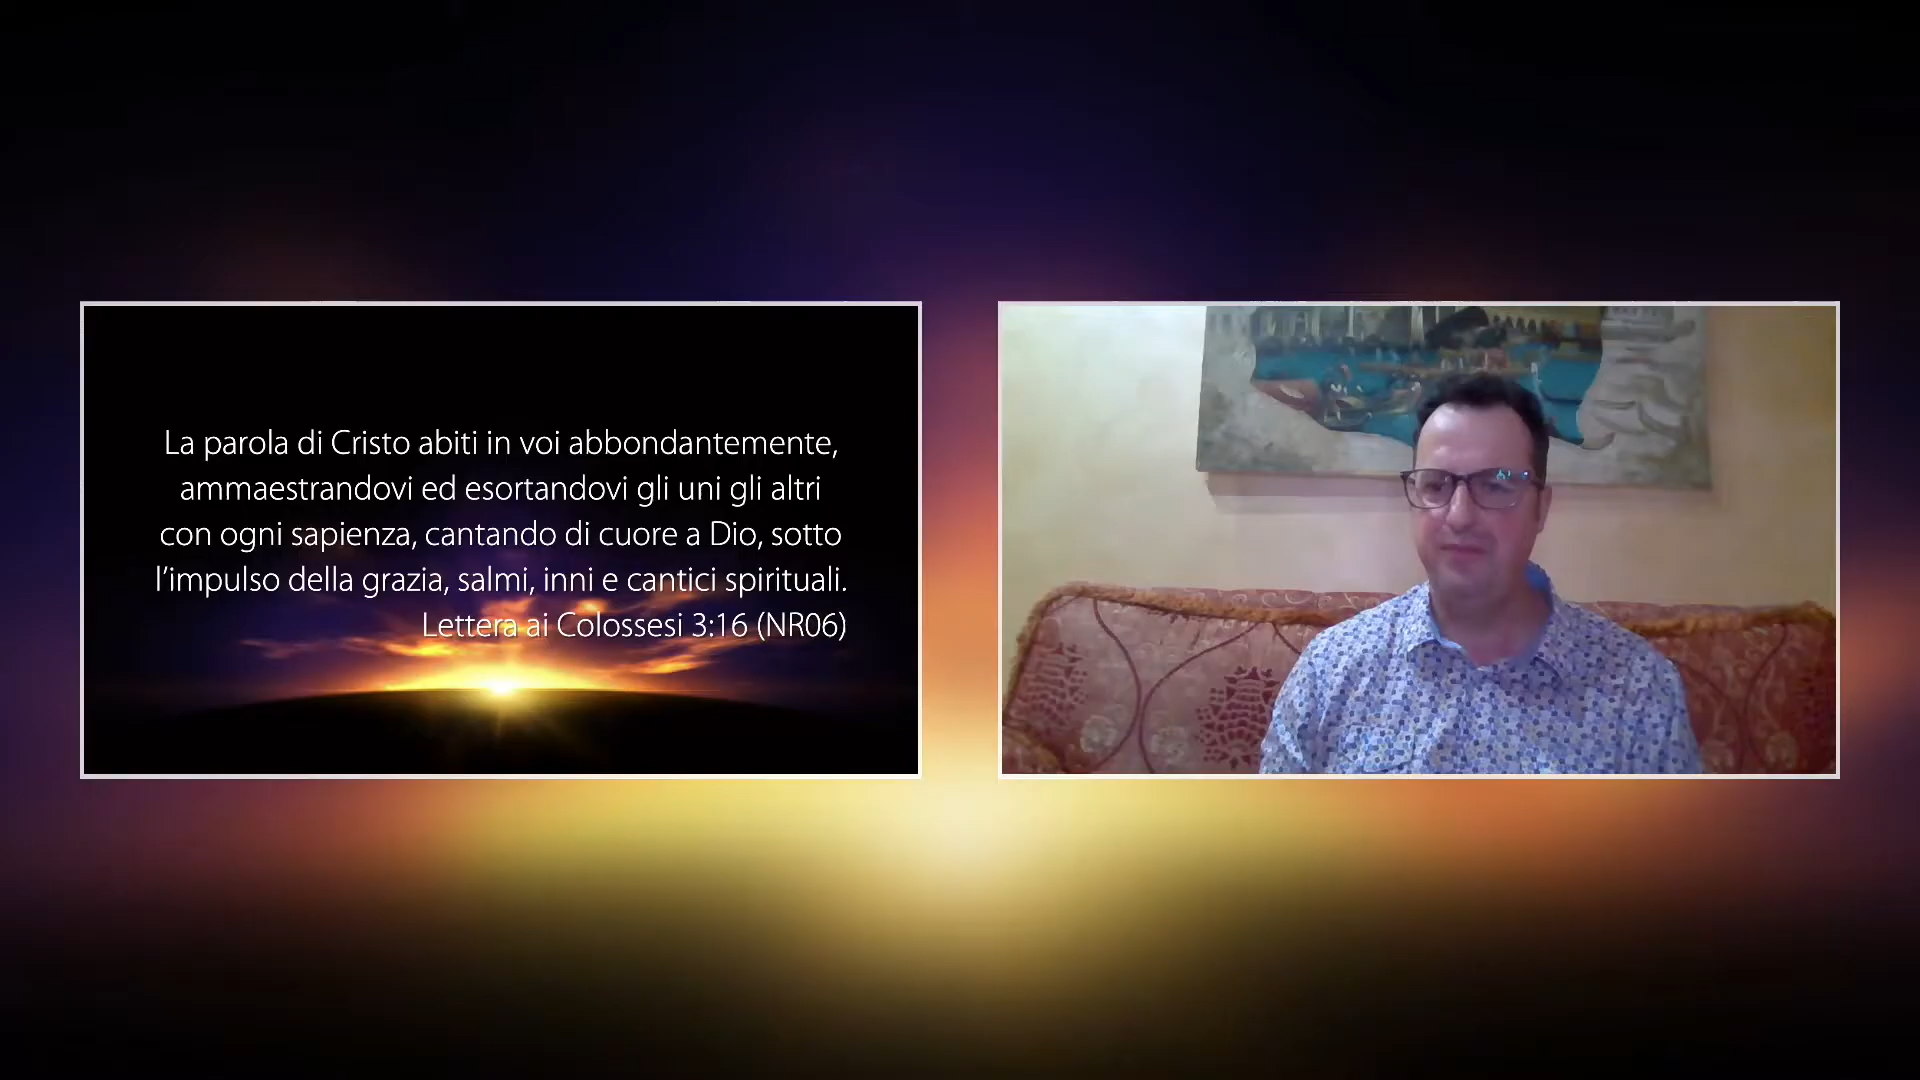 La parola di Cristo abiti in voi abbondantemente,
ammaestrandovi ed esortandovi gli uni gli altri
con ogni sapienza, cantando di cuore a Dio, sotto
l’impulso della grazia, salmi, inni e cantici spirituali.
Lettera ai Colossesi 3:16 (NR06)